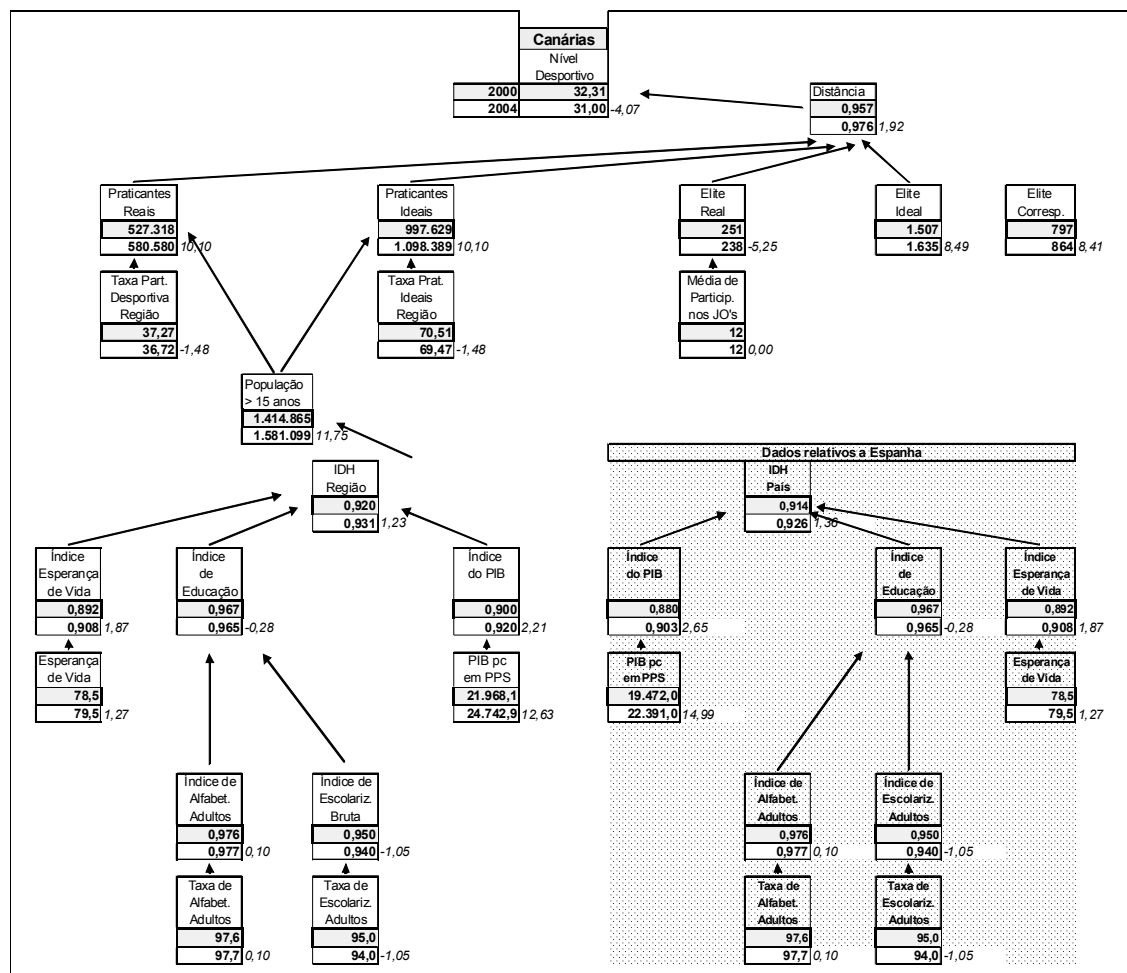 Canárias
Nível
Desportivo
2000 32,31
2004 31,00 -4,07
Distância
0,957
0,976 1,92
Praticantes
Reais
527.318
580.580 10,10
Praticantes
Ideais
997.629
1.098.389 10,10
Elite
Real
251
238 -5,25
Elite
Ideal
1.507
1.635 8,49
Elite
Corresp.
797
864 8,41
Taxa Part.
Desportiva
Região
37,27
36,72 -1,48
Taxa Prat.
Ideais
Região
70,51
69,47 -1,48
Média de
Particip.
nos JO's
12
12 0,00
População
> 15 anos
1.414.865
1.581.099 11,75
IDH
Região
0,920
0,931 1,23
Índice
Esperança
de Vida
0,892
0,908 1,87
Índice
de
Educação
0,967
0,965 -0,28
Índice
do PIB
0,900
0,920 2,21
Esperança
de Vida
78,5
79,5 1,27
PIB pc
em PPS
21.968,1
24.742,9 12,63
Índice de
Alfabet.
Adultos
0,976
0,977 0,10
Índice de
Escolariz.
Bruta
0,950
0,940 -1,05
Taxa de
Alfabet.
Adultos
97,6
97,7 0,10
Taxa de
Escolariz.
Adultos
95,0
94,0 -1,05
Dados relativos a Espanha
IDH
País
0,914
0,926 1,36
Índice
do PIB
0,880
0,903 2,65
Índice
de
Educação
0,967
0,965 -0,28
Índice
Esperança
de Vida
0,892
0,908 1,87
PIB pc
em PPS
19.472,0
22.391,0 14,99
Esperança
de Vida
78,5
79,5 1,27
Índice de
Alfabet.
Adultos
0,976
0,977 0,10
Índice de
Escolariz.
Adultos
0,950
0,940 -1,05
Taxa de
Alfabet.
Adultos
97,6
97,7 0,10
Taxa de
Escolariz.
Adultos
95,0
94,0 -1,05